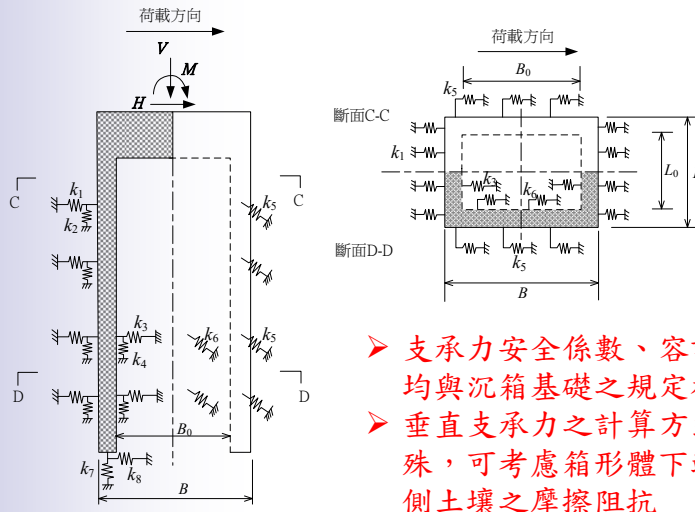 荷載方向
V
M
H
C
C
k1
k2
k5
k3
k4
k6
k5
D
D
B0
k7
k8
B
荷載方向
B0
k5
斷面C-C
k1
k3
k6
L0
斷面D-D
k5
B
➢ 支承力安全係數、容
均與沉箱基礎之規定
➢ 垂直支承力之計算方
殊，可考慮箱形體下
側土壤之摩擦阻抗